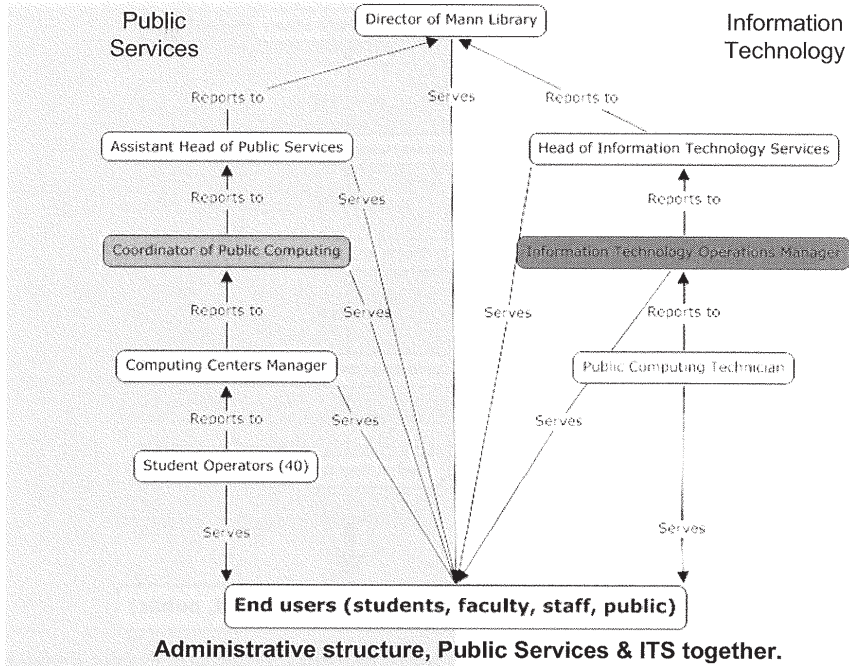 Public
Services
Director of Mann Library
Information
Technology
Reports to
Serves
Reports to
Assistant Head of Public Services
Head of Information Technology Services
Reports to
Serves
Reports to
Coordinator of Public Computing
Information Technology Operations Manager
Reports to
Serves
Serves
Reports to
Computing Centers Manager
Public Computing Technician
Reports to
Serves
Serves
Student Operators (40)
Serves
Serves
End users (students, faculty, staff, public)
Administrative structure, Public Services & ITS together.